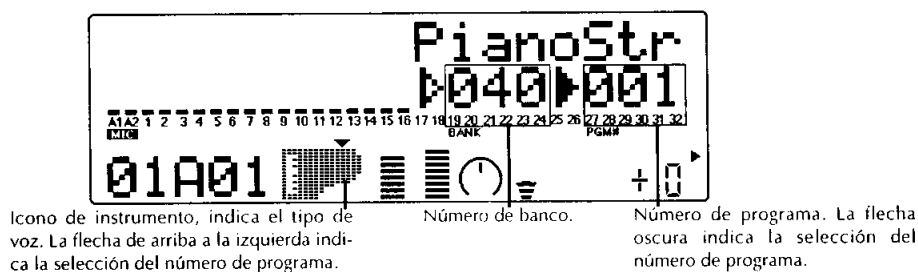 PianoStr
040 001
A1 A2 1 2 3 4 5 6 7 8 9 10 11 12 13 14 15 16 17 18 19 20 21 22 23 24 25 26 27 28 29 30 31 32
MIC BANK PGM#
01A01 + 0
Icono de instrumento, indica el tipo de
voz. La flecha de arriba a la izquierda indi-
ca la selección del número de programa.
Número de banco.
Número de programa. La flecha
oscura indica la selección del
número de programa.